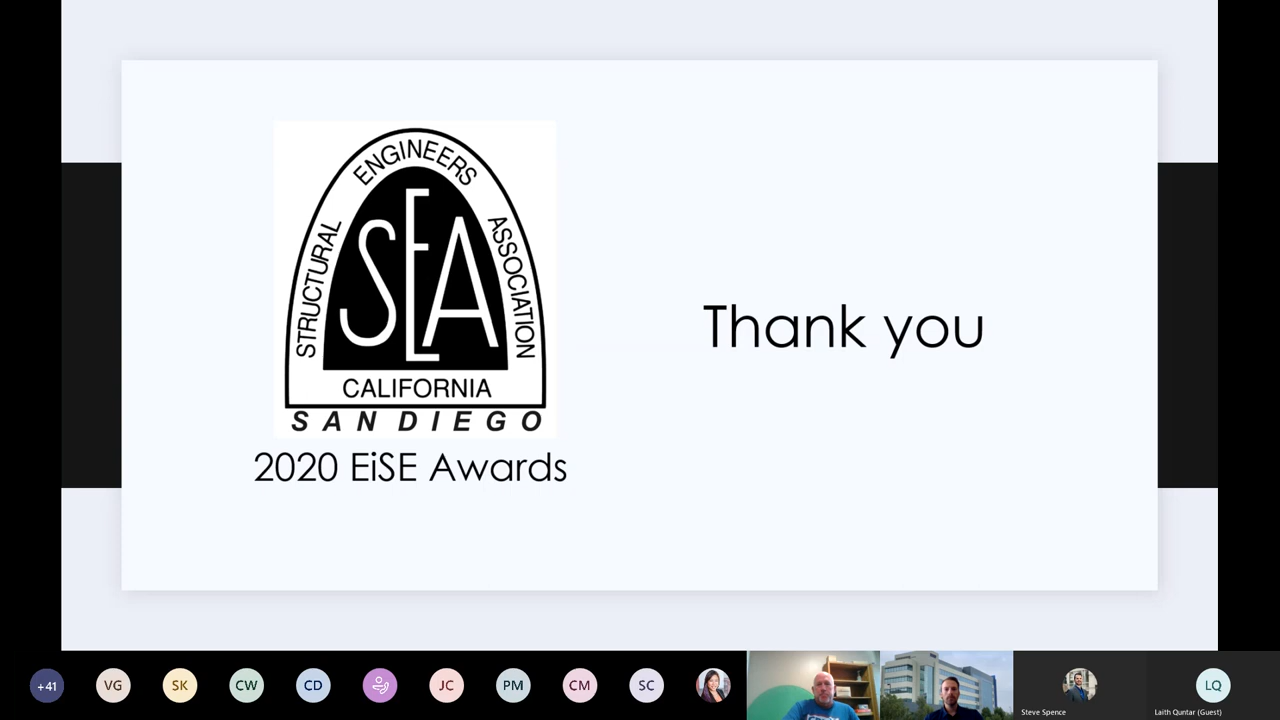 STRUCTURAL ENGINEERS ASSOCIATION
SEA
CALIFORNIA
SAN DIEGO
2020 EiSE Awards
Thank you
+41
VG
SK
CW
CD
JC
PM
CM
SC
Steve Spence
LQ
Laith Quntar (Guest)